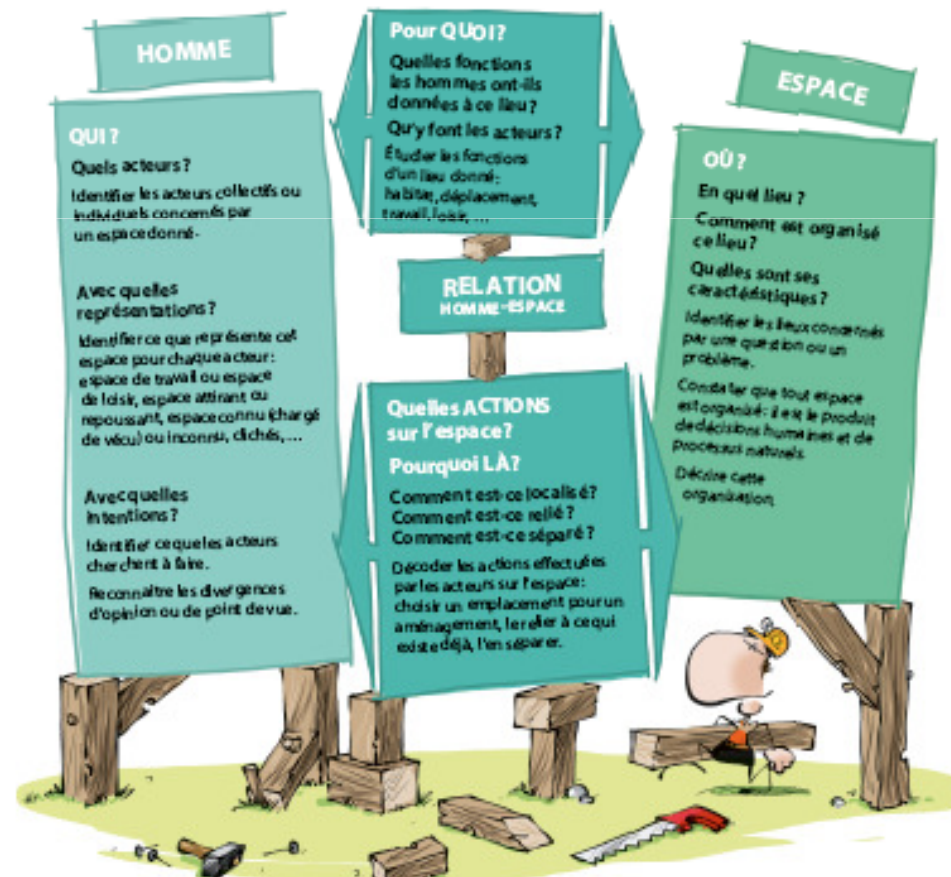 HOMME
QUI ?
Quels acteurs ?
Identifier les acteurs collectifs ou
individuels concernés par
un espace donné.
Avec quelles
représentations ?
Identifier ce que représente cet
espace pour chaque acteur :
espace de travail ou espace
de loisir, espace attirant ou
repoussant, espace connu (chargé
de vécu) ou inconnu, clichés, ...
Avec quelles
intentions ?
Identifier ce que les acteurs
cherchent à faire.
Reconnaître les divergences
d'opinion ou de point de vue.
Pour QUOI ?
Quelles fonctions
les hommes ont-ils
données à ce lieu ?
Qu'y font les acteurs ?
Étudier les fonctions
d'un lieu donné :
habiter, déplacement,
travail, loisir, ...
RELATION
HOMME-ESPACE
Quelles ACTIONS
sur l'espace ?
Pourquoi LÀ ?
Comment est-ce localisé ?
Comment est-ce relié ?
Comment est-ce séparé ?
Décoder les actions effectuées
par les acteurs sur l'espace :
choisir un emplacement pour un
aménagement, le relier à ce qui
existe déjà, l'en séparer.
ESPACE
OÙ ?
En quel lieu ?
Comment est organisé
ce lieu ?
Quelles sont ses
caractéristiques ?
Identifier les lieux concernés
par une question ou un
problème.
Constater que tout espace
est organisé : il est le produit
de décisions humaines et de
processus naturels.
Décrire cette
organisation.